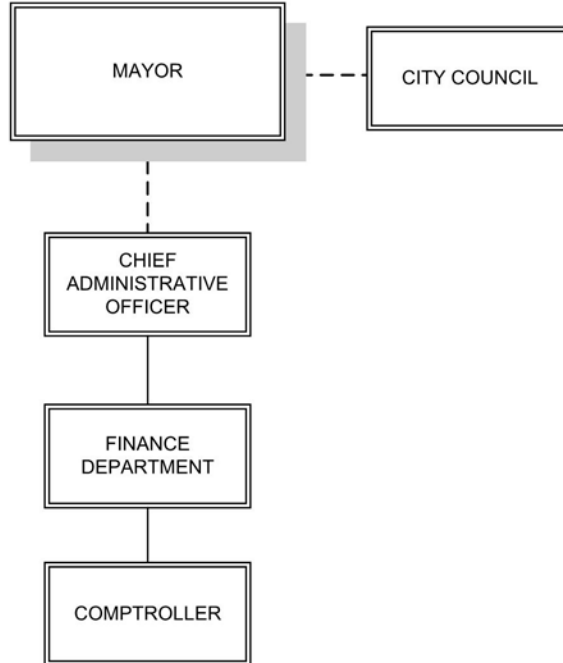 MAYOR
CITY COUNCIL
CHIEF
ADMINISTRATIVE
OFFICER
FINANCE
DEPARTMENT
COMPTROLLER